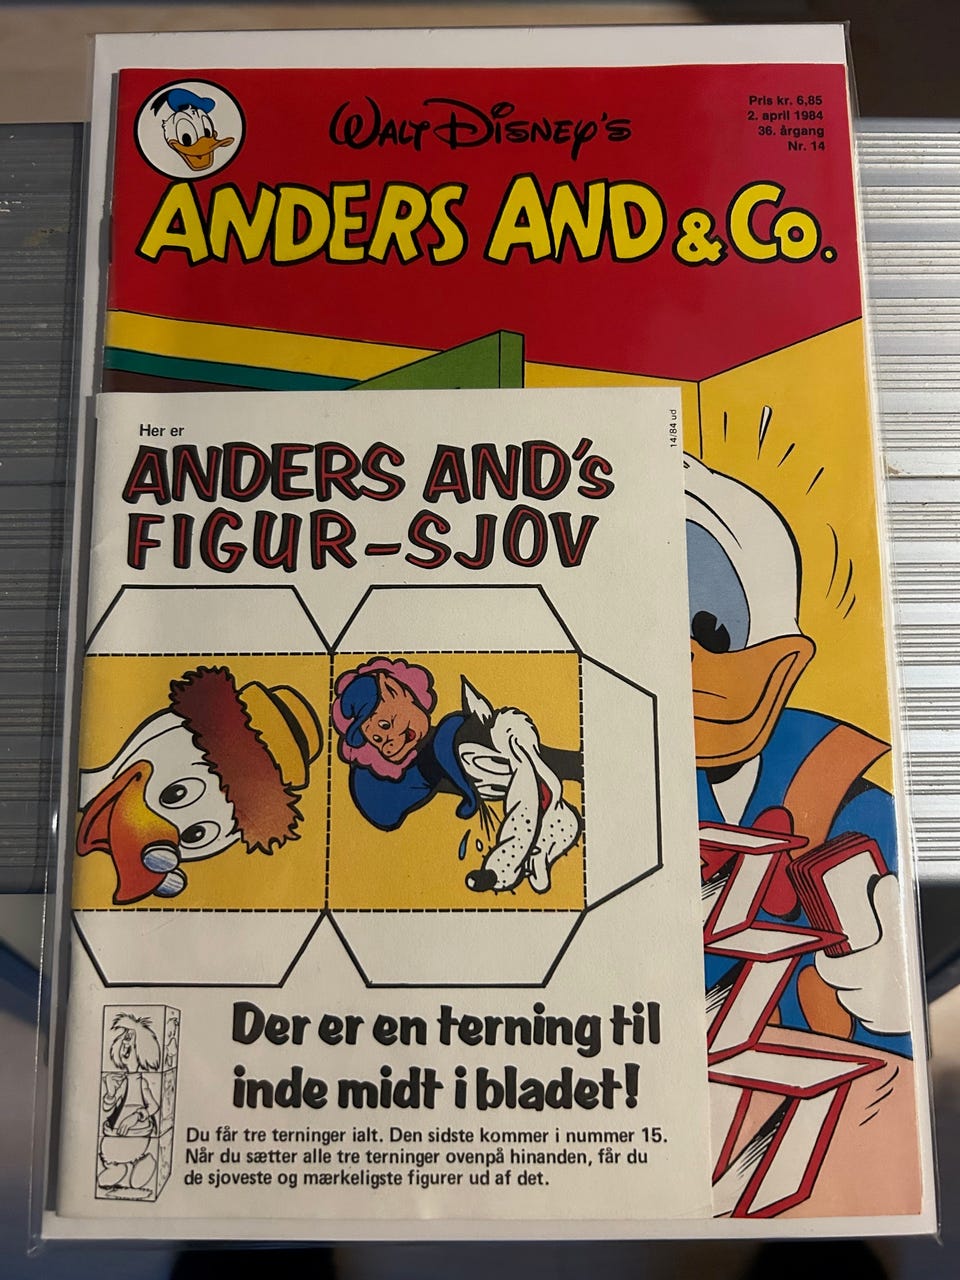 WALT DISNEY'S
Pris kr. 6,85
2. april 1984
36. årgang
Nr. 14
ANDERS AND & Co.
14/84 ud
Her er
ANDERS AND's
FIGUR-SJOV
Der er en terning til
inde midt i bladet!
Du får tre terninger ialt. Den sidste kommer i nummer 15.
Når du sætter alle tre terninger ovenpå hinanden, får du
de sjoveste og mærkeligste figurer ud af det.